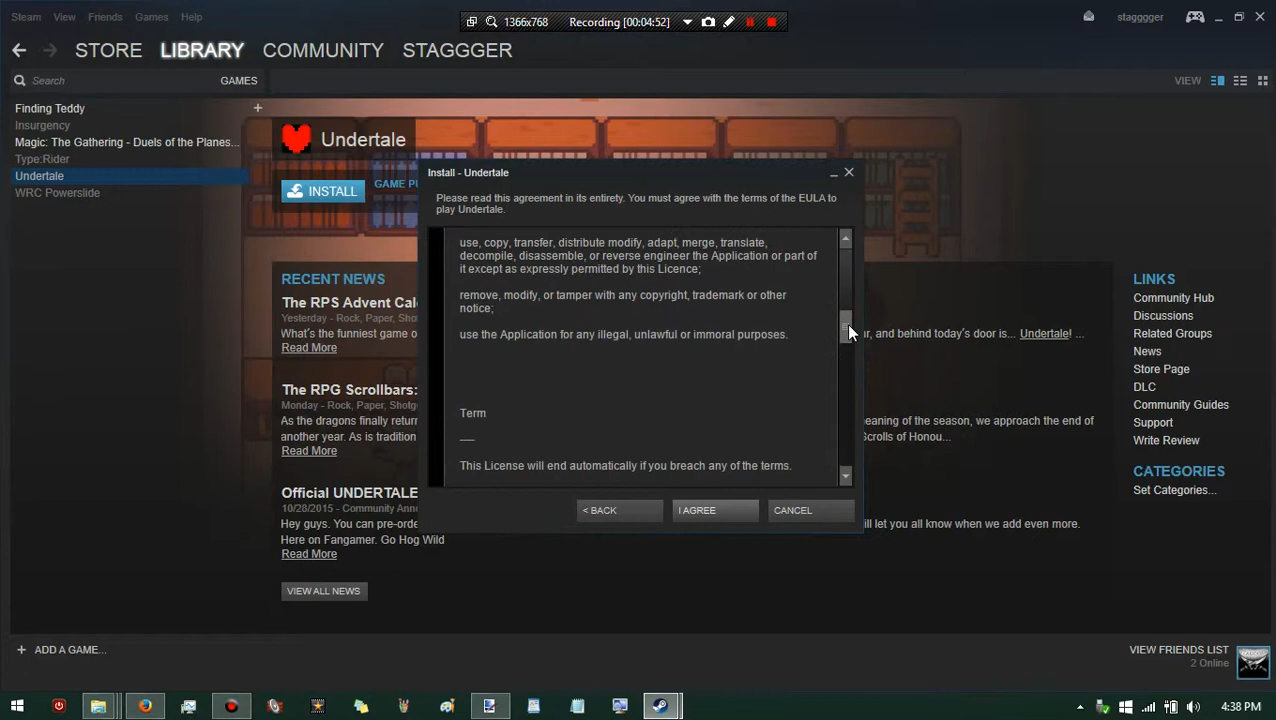 Steam View Friends Games Help
1366x768 Recording [00:04:52]
staggger
STORE LIBRARY COMMUNITY STAGGGER
Search GAMES
VIEW
Finding Teddy
Insurgency
Magic: The Gathering - Duels of the Planes...
Type:Rider
Undertale
WRC Powerslide
+
Undertale
INSTALL
GAME
Install - Undertale
Please read this agreement in its entirety. You must agree with the terms of the EULA to
play Undertale.
use, copy, transfer, distribute modify, adapt, merge, translate,
decompile, disassemble, or reverse engineer the Application or part of
it except as expressly permitted by this Licence;
remove, modify, or tamper with any copyright, trademark or other
notice;
use the Application for any illegal, unlawful or immoral purposes.
Term
___
This License will end automatically if you breach any of the terms.
< BACK
I AGREE
CANCEL
RECENT NEWS
The RPS Advent Cal
Yesterday - Rock, Paper, Shot
What's the funniest game o
ar, and behind today's door is... Undertale! ...
Read More
The RPG Scrollbars:
Monday - Rock, Paper, Shotg
As the dragons finally return
eaning of the season, we approach the end of
another year. As is tradition
Scrolls of Honou...
Read More
Official UNDERTALE
10/28/2015 - Community Ann
Hey guys. You can pre-orde
will let you all know when we add even more.
Here on Fangamer. Go Hog Wild
Read More
VIEW ALL NEWS
LINKS
Community Hub
Discussions
Related Groups
News
Store Page
DLC
Community Guides
Support
Write Review
CATEGORIES
Set Categories...
+ ADD A GAME...
VIEW FRIENDS LIST
2 Online
4:38 PM